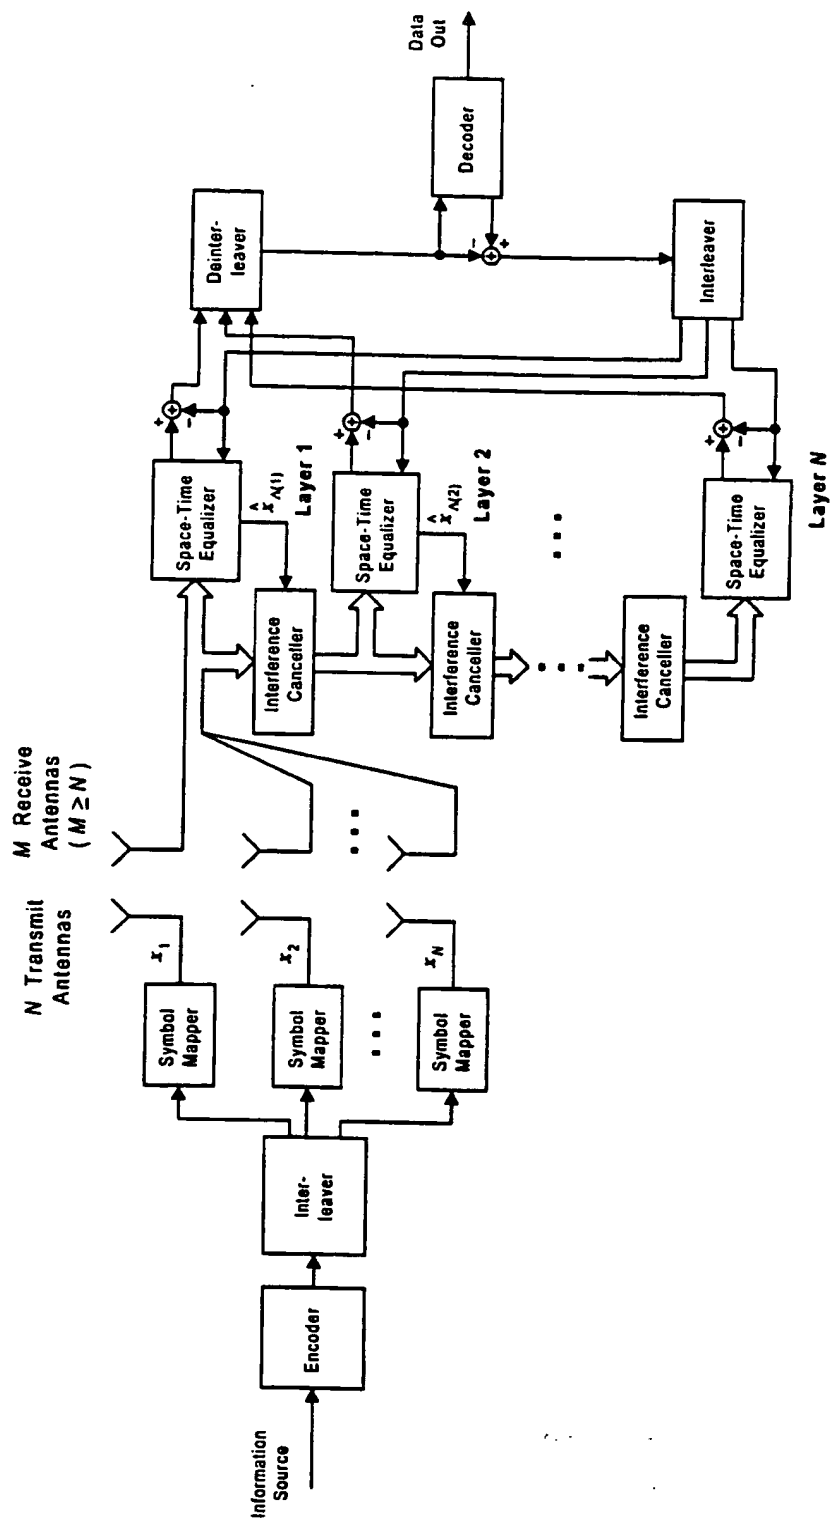 Information
Source
Encoder
Inter-
leaver
Symbol
Mapper
Symbol
Mapper
Symbol
Mapper
x1
x2
xN
N Transmit
Antennas
M Receive
Antennas
( M ≥ N )
Space-Time
Equalizer
Interference
Canceller
x̂Λ(1)
Layer 1
Space-Time
Equalizer
Interference
Canceller
x̂Λ(2)
Layer 2
Interference
Canceller
Space-Time
Equalizer
Layer N
+
−
+
−
+
−
Deinter-
leaver
−
+
Interleaver
Decoder
Data
Out